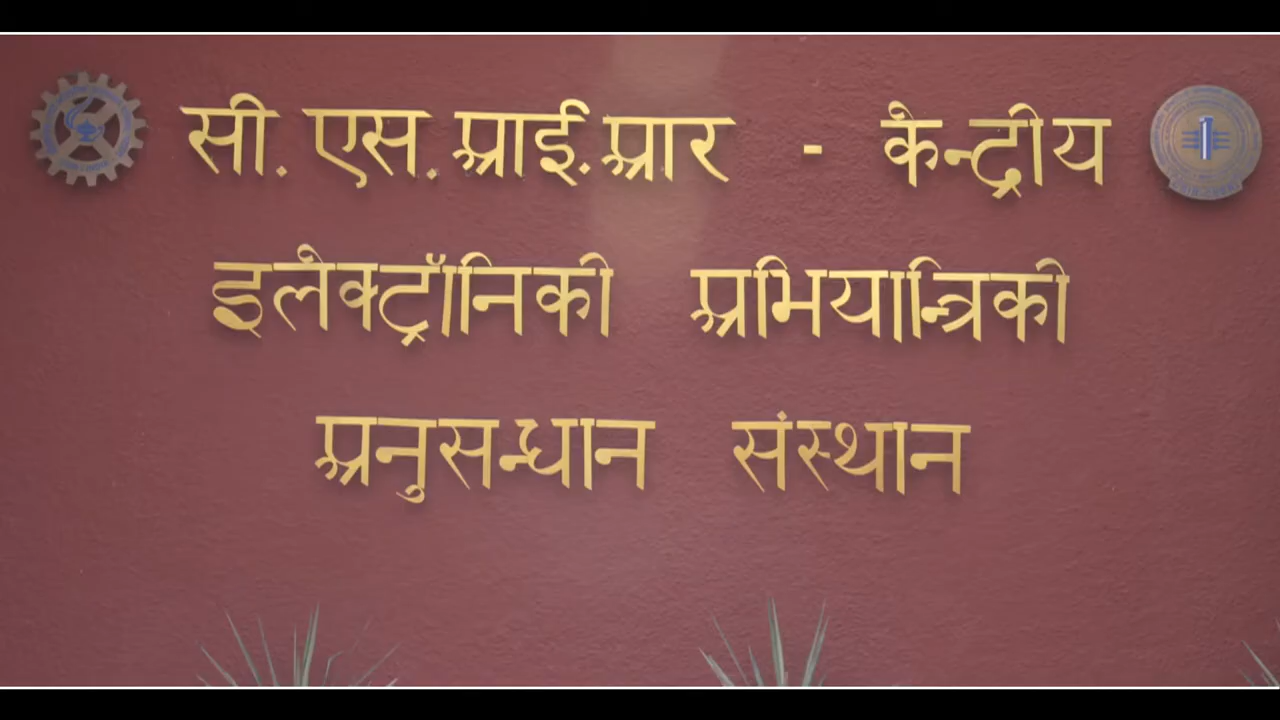 सी. एस. आई. आर - केन्द्रीय
इलेक्ट्रॉनिकी अभियान्त्रिकी
अनुसन्धान संस्थान